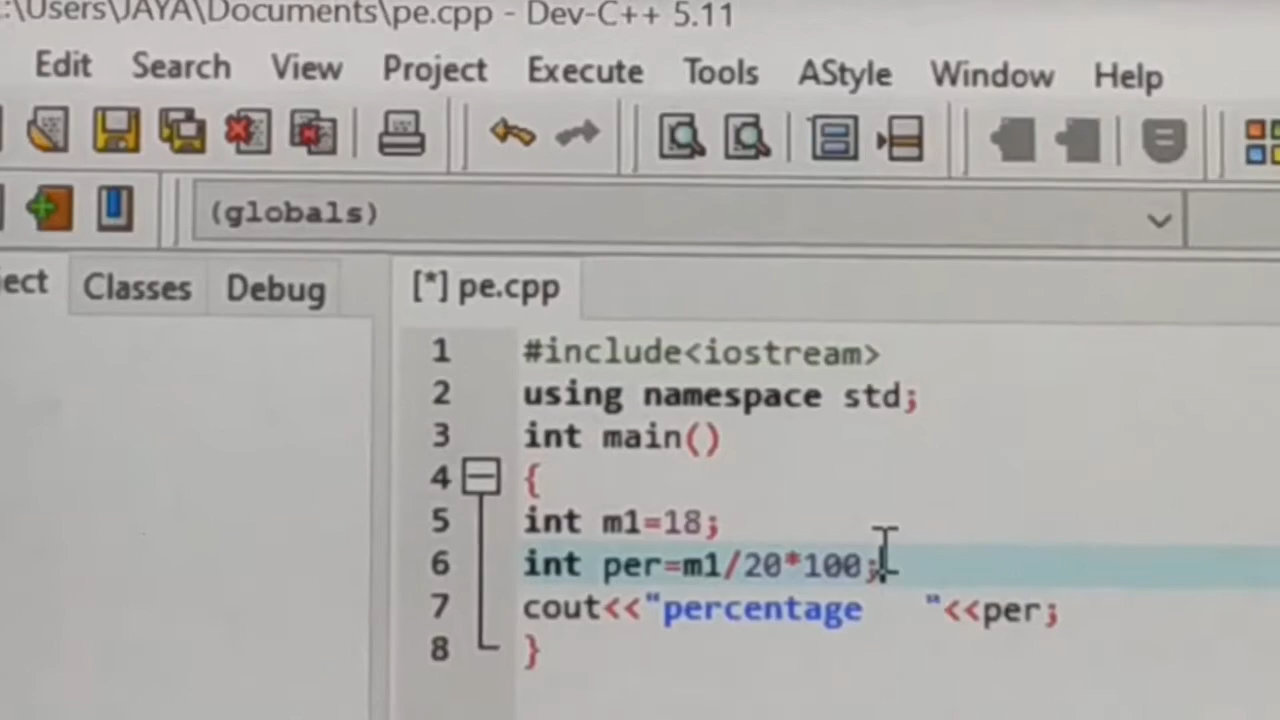 :\Users\JAYA\Documents\pe.cpp - Dev-C++ 5.11
Edit Search View Project Execute Tools AStyle Window Help
(globals)
ject Classes Debug [*] pe.cpp
1 #include<iostream>
2 using namespace std;
3 int main()
4 {
5 int m1=18;
6 int per=m1/20*100;
7 cout<<"percentage   "<<per;
8 }